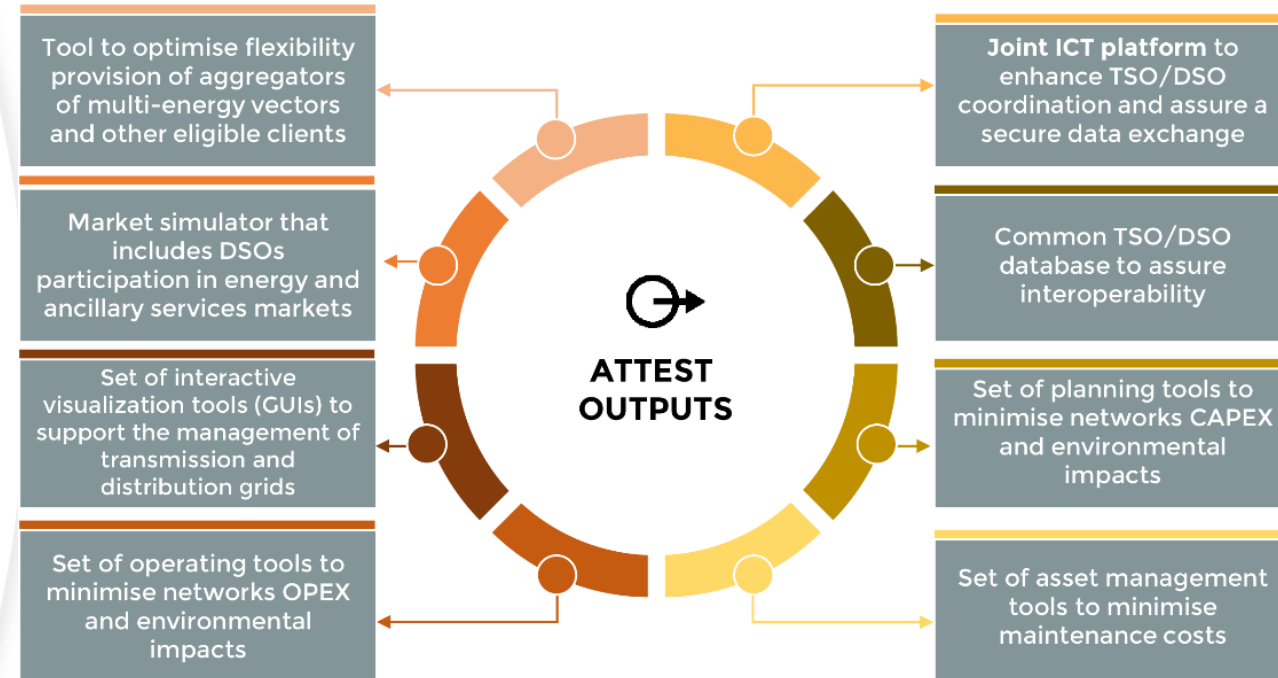 Tool to optimise flexibility
provision of aggregators
of multi-energy vectors
and other eligible clients
Market simulator that
includes DSOs
participation in energy and
ancillary services markets
Set of interactive
visualization tools (GUIs) to
support the management of
transmission and
distribution grids
Set of operating tools to
minimise networks OPEX
and environmental
impacts
ATTEST
OUTPUTS
Joint ICT platform to
enhance TSO/DSO
coordination and assure a
secure data exchange
Common TSO/DSO
database to assure
interoperability
Set of planning tools to
minimise networks CAPEX
and environmental
impacts
Set of asset management
tools to minimise
maintenance costs